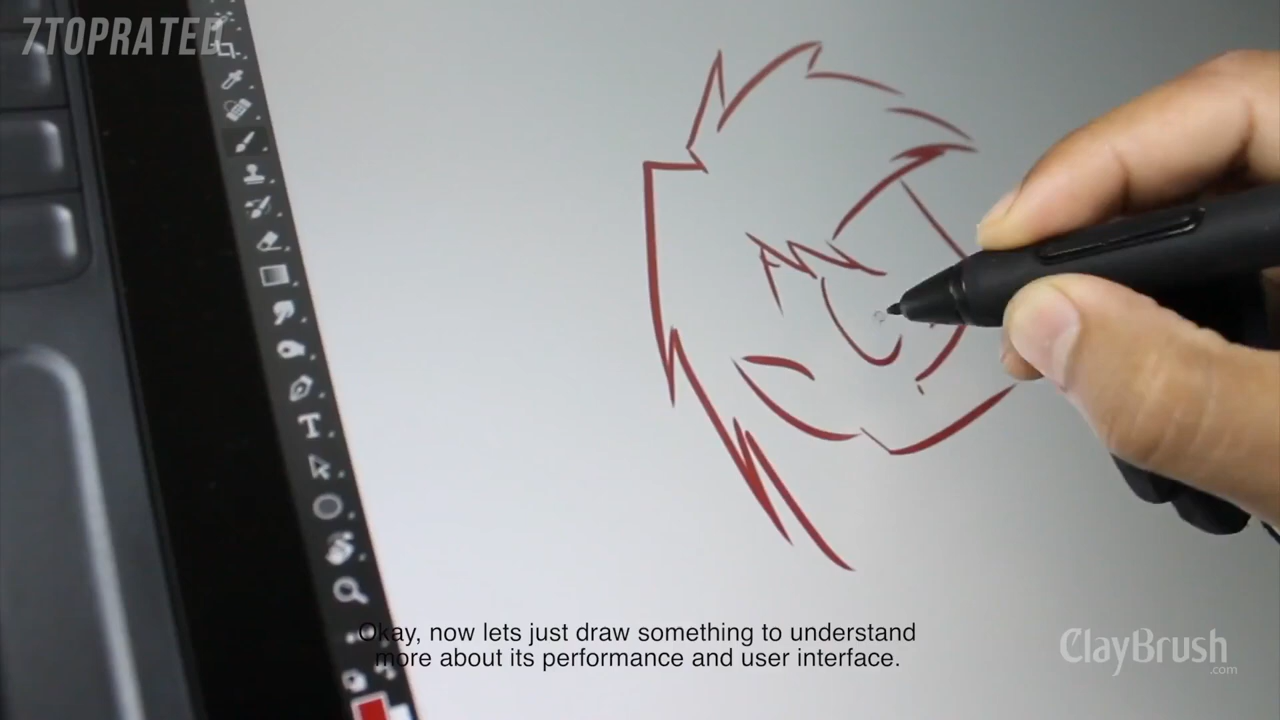 7TOPRATED
T
Okay, now lets just draw something to understand
more about its performance and user interface.
ClayBrush
.com